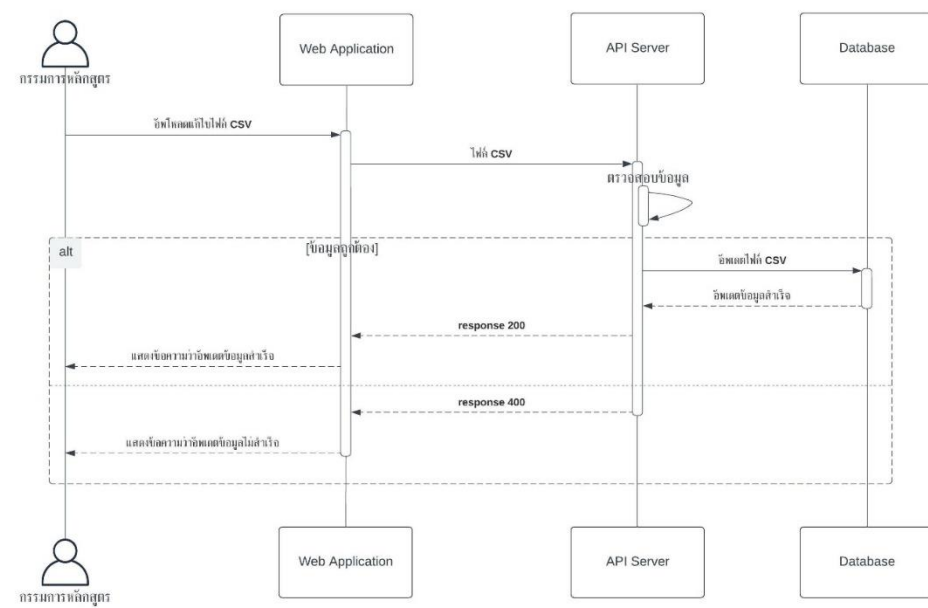 Web Application
API Server
Database
กรรมการหลักสูตร
อัพโหลดแก้ไขไฟล์ CSV
ไฟล์ CSV
ตรวจสอบข้อมูล
alt
[ข้อมูลถูกต้อง]
อัพเดตไฟล์ CSV
อัพเดตข้อมูลสำเร็จ
response 200
แสดงข้อความว่าอัพเดตข้อมูลสำเร็จ
response 400
แสดงข้อความว่าอัพเดตข้อมูลไม่สำเร็จ
Web Application
API Server
Database
กรรมการหลักสูตร